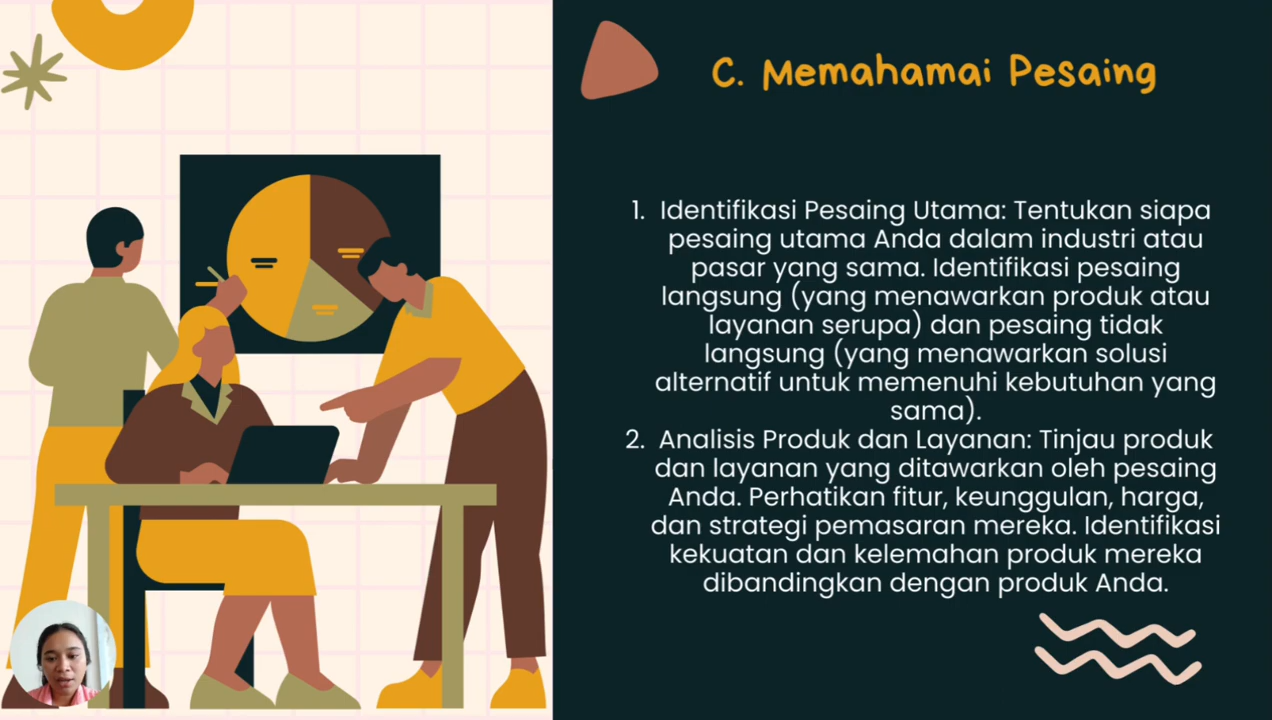 C. Memahamai Pesaing
1. Identifikasi Pesaing Utama: Tentukan siapa
pesaing utama Anda dalam industri atau
pasar yang sama. Identifikasi pesaing
langsung (yang menawarkan produk atau
layanan serupa) dan pesaing tidak
langsung (yang menawarkan solusi
alternatif untuk memenuhi kebutuhan yang
sama).
2. Analisis Produk dan Layanan: Tinjau produk
dan layanan yang ditawarkan oleh pesaing
Anda. Perhatikan fitur, keunggulan, harga,
dan strategi pemasaran mereka. Identifikasi
kekuatan dan kelemahan produk mereka
dibandingkan dengan produk Anda.